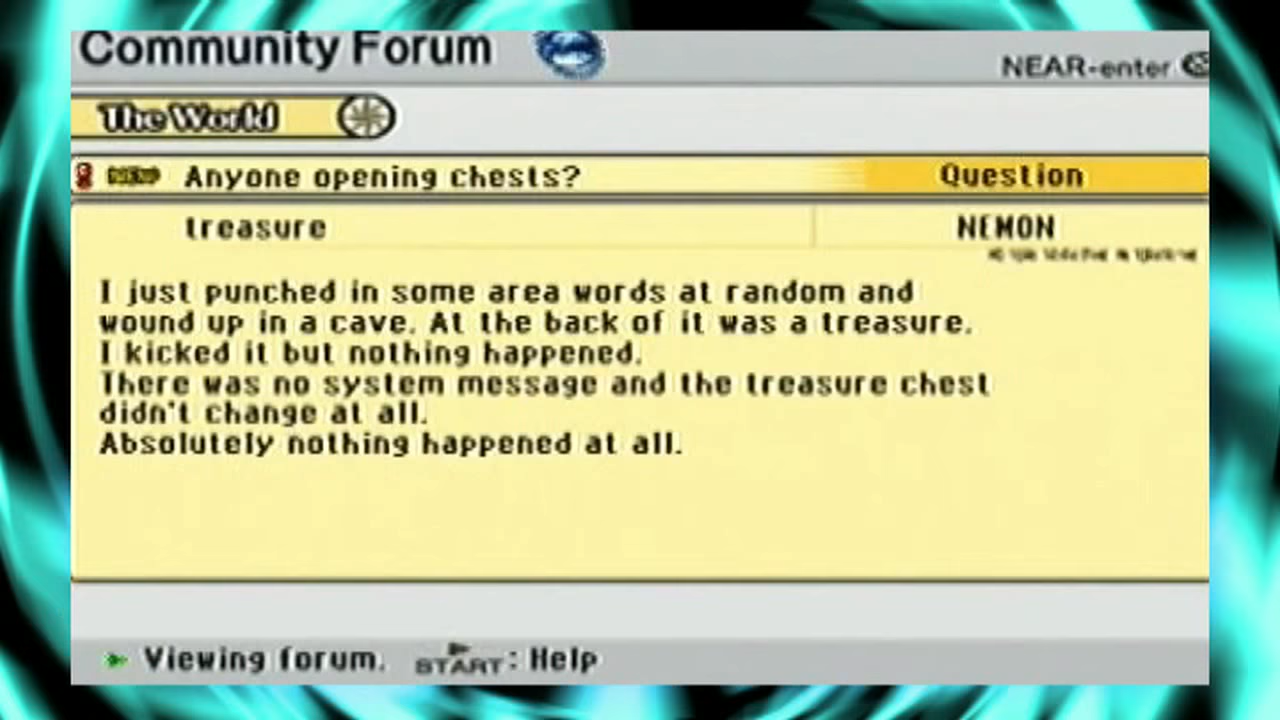 Community Forum
NEAR-enter
The World
NEW Anyone opening chests? Question
treasure NEMON
I just punched in some area words at random and
wound up in a cave. At the back of it was a treasure.
I kicked it but nothing happened.
There was no system message and the treasure chest
didn't change at all.
Absolutely nothing happened at all.
Viewing forum. START: Help